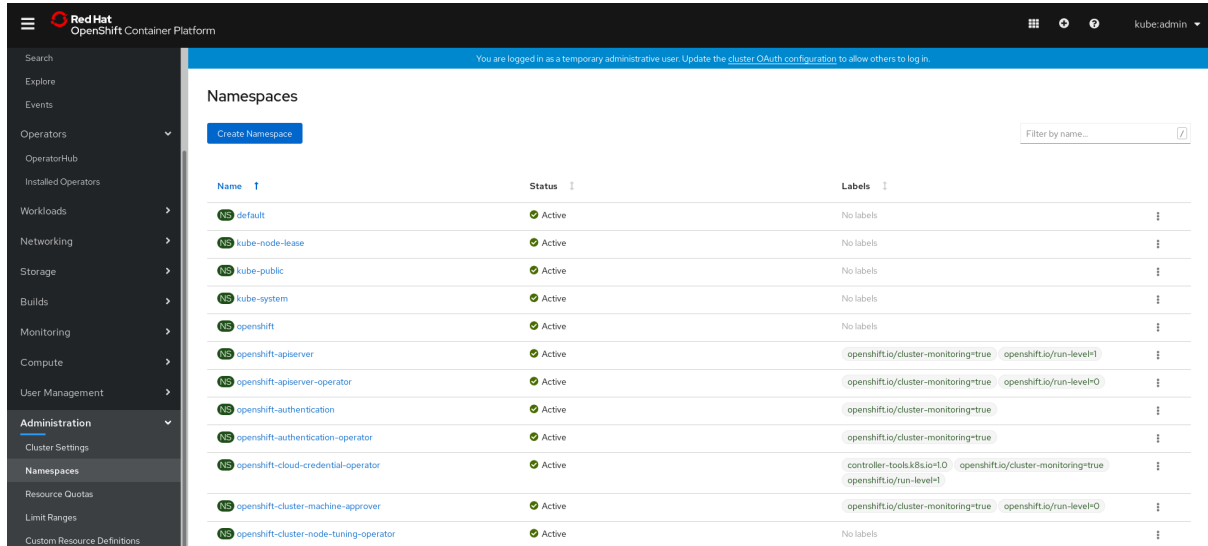 Red Hat
OpenShift Container Platform
kube:admin
Search
Explore
Events
Operators
OperatorHub
Installed Operators
Workloads
Networking
Storage
Builds
Monitoring
Compute
User Management
Administration
Cluster Settings
Namespaces
Resource Quotas
Limit Ranges
Custom Resource Definitions
You are logged in as a temporary administrative user. Update the cluster OAuth configuration to allow others to log in.
Namespaces
Create Namespace
Filter by name... /
Name Status Labels
NS default Active No labels
NS kube-node-lease Active No labels
NS kube-public Active No labels
NS kube-system Active No labels
NS openshift Active No labels
NS openshift-apiserver Active openshift.io/cluster-monitoring=true openshift.io/run-level=1
NS openshift-apiserver-operator Active openshift.io/cluster-monitoring=true openshift.io/run-level=0
NS openshift-authentication Active openshift.io/cluster-monitoring=true
NS openshift-authentication-operator Active openshift.io/cluster-monitoring=true
NS openshift-cloud-credential-operator Active controller-tools.k8s.io=1.0 openshift.io/cluster-monitoring=true
openshift.io/run-level=1
NS openshift-cluster-machine-approver Active openshift.io/cluster-monitoring=true openshift.io/run-level=0
NS openshift-cluster-node-tuning-operator Active No labels